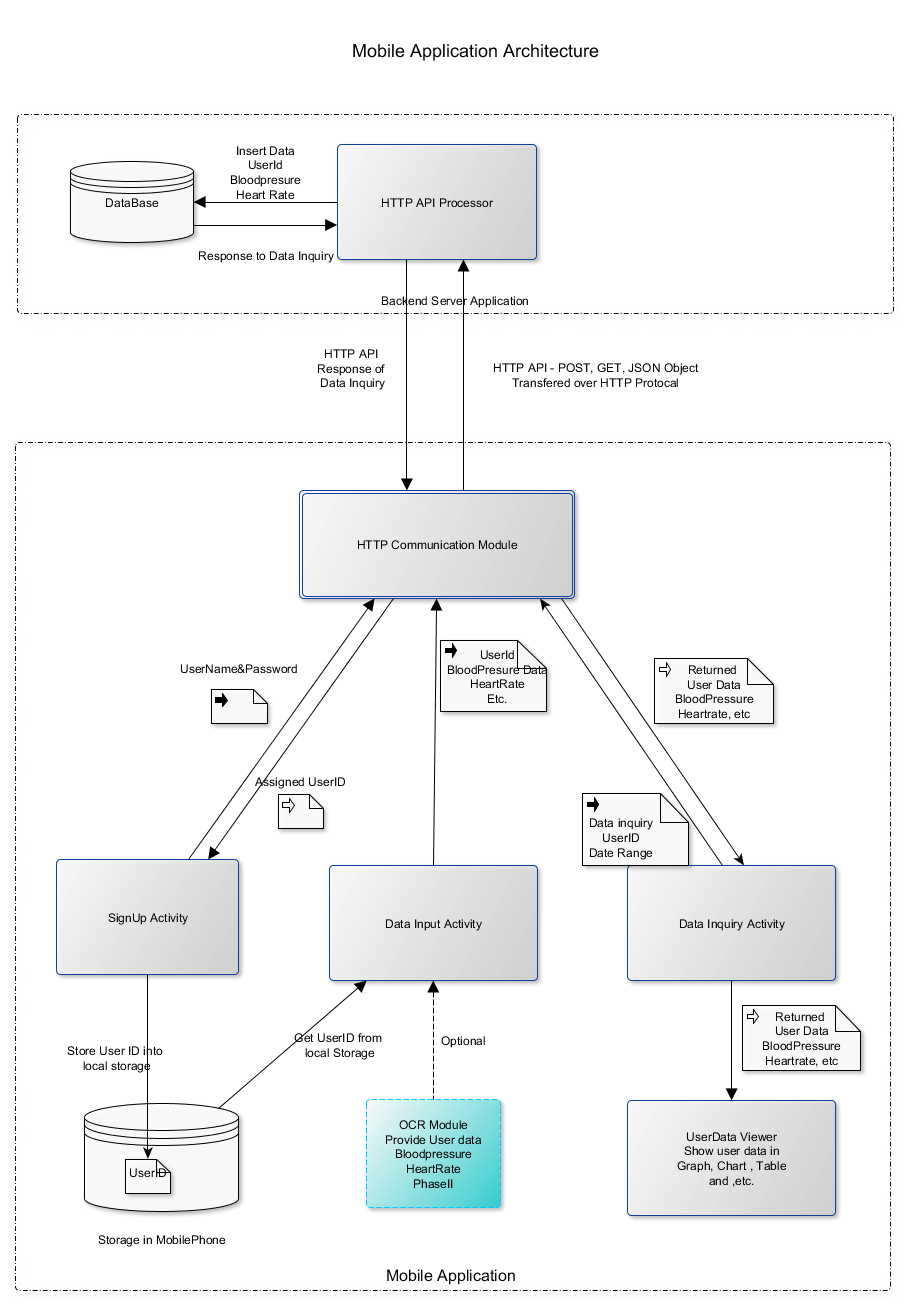 Mobile Application Architecture
Insert Data
UserId
Bloodpresure
Heart Rate
DataBase
HTTP API Processor
Response to Data Inquiry
Backend Server Application
HTTP API
Response of
Data Inquiry
HTTP API - POST, GET, JSON Object
Transfered over HTTP Protocal
HTTP Communication Module
UserName&Password
UserId
BloodPresure Data
HeartRate
Etc.
Returned
User Data
BloodPressure
Heartrate, etc
Assigned UserID
Data inquiry
UserID
Date Range
SignUp Activity
Data Input Activity
Data Inquiry Activity
Store User ID into
local storage
Get UserID from
local Storage
Optional
Returned
User Data
BloodPressure
Heartrate, etc
UserID
Storage in MobilePhone
OCR Module
Provide User data
Bloodpressure
HeartRate
PhaseII
UserData Viewer
Show user data in
Graph, Chart , Table
and ,etc.
Mobile Application